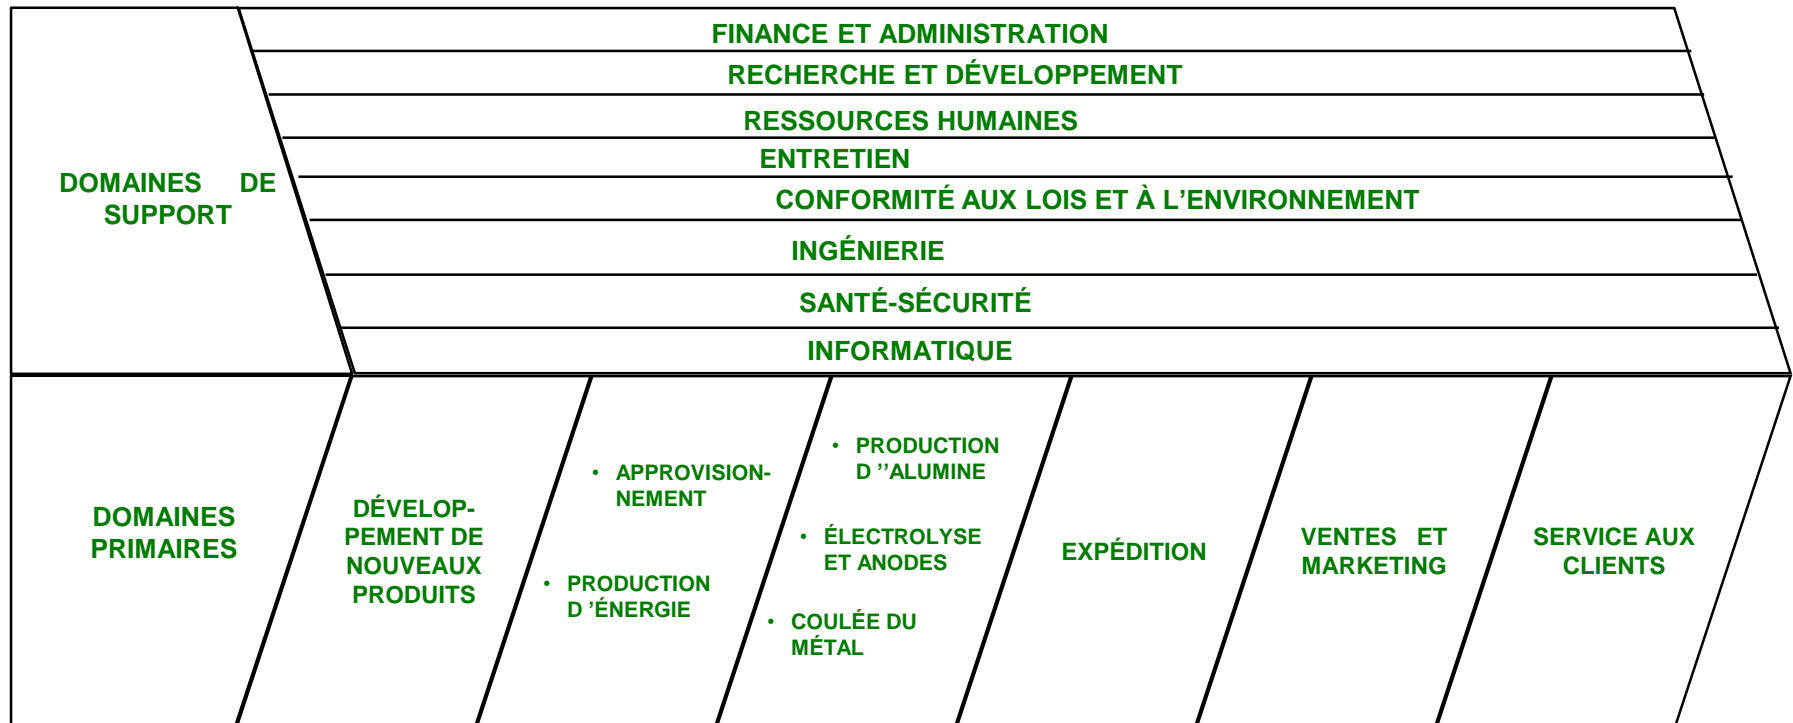 FINANCE ET ADMINISTRATION
RECHERCHE ET DÉVELOPPEMENT
RESSOURCES HUMAINES
ENTRETIEN
DOMAINES DE
SUPPORT
CONFORMITÉ AUX LOIS ET À L’ENVIRONNEMENT
INGÉNIERIE
SANTÉ-SÉCURITÉ
INFORMATIQUE
DOMAINES
PRIMAIRES
DÉVELOP-
PEMENT DE
NOUVEAUX
PRODUITS
• APPROVISION-
NEMENT
• PRODUCTION
D ’ÉNERGIE
• PRODUCTION
D ’’ALUMINE
• ÉLECTROLYSE
ET ANODES
• COULÉE DU
MÉTAL
EXPÉDITION
VENTES ET
MARKETING
SERVICE AUX
CLIENTS